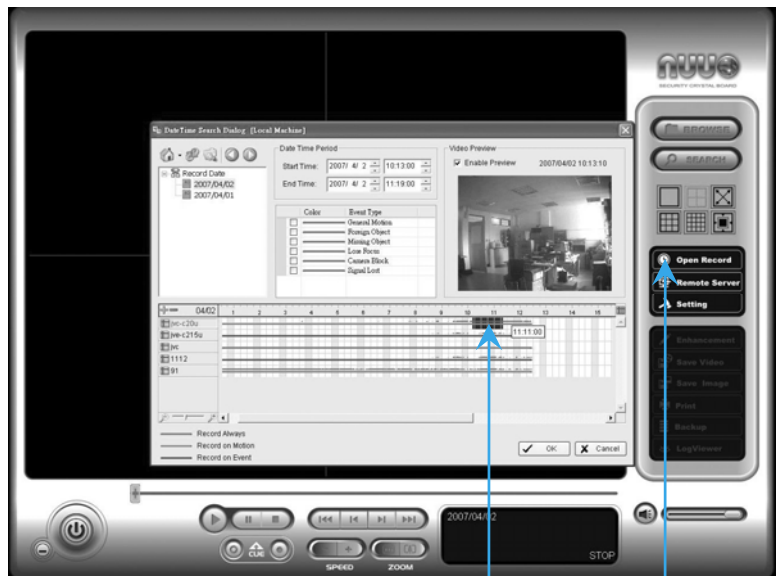 NUUO
SECURITY CRYSTAL BOARD
DateTime Search Dialog [Local Machine]
Record Date
2007/04/02
2007/04/01
Date Time Period
Start Time: 2007/ 4/ 2 10:13:00
End Time: 2007/ 4/ 2 11:19:00
Color Event Type
General Motion
Foreign Object
Missing Object
Lose Focus
Camera Block
Signal Lost
Video Preview
Enable Preview 2007/04/02 10:13:10
BROWSE
SEARCH
Open Record
Remote Server
Setting
Enhancement
Save Video
Save Image
Print
Backup
LogViewer
04/02 1 2 3 4 5 6 7 8 9 10 11 12 13 14 15
jvc-c20u
jve-c215u
jvc
1112
91
11:11:00
Record Always
Record on Motion
Record on Event
OK
Cancel
CUE
SPEED
ZOOM
2007/04/02
STOP